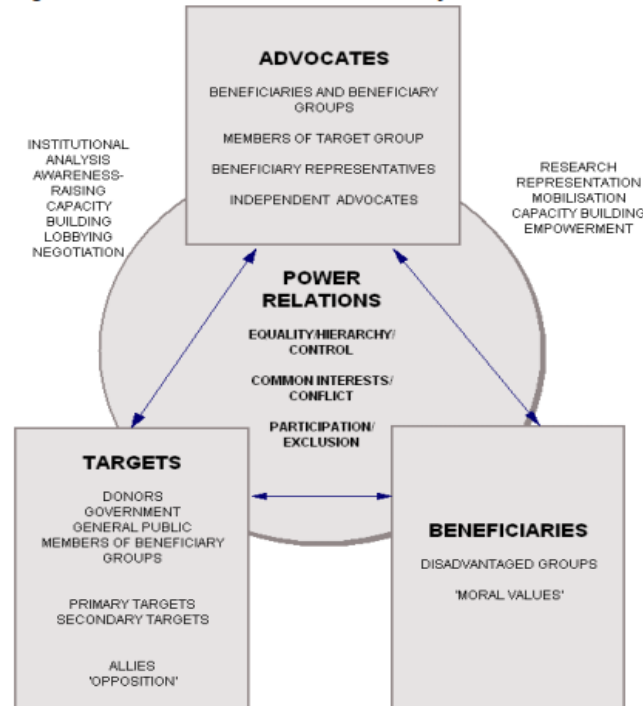 ADVOCATES
BENEFICIARIES AND BENEFICIARY
GROUPS
MEMBERS OF TARGET GROUP
BENEFICIARY REPRESENTATIVES
INDEPENDENT ADVOCATES
INSTITUTIONAL
ANALYSIS
AWARENESS-
RAISING
CAPACITY
BUILDING
LOBBYING
NEGOTIATION
RESEARCH
REPRESENTATION
MOBILISATION
CAPACITY BUILDING
EMPOWERMENT
POWER
RELATIONS
EQUALITY/HIERARCHY/
CONTROL
COMMON INTERESTS/
CONFLICT
PARTICIPATION/
EXCLUSION
TARGETS
DONORS
GOVERNMENT
GENERAL PUBLIC
MEMBERS OF BENEFICIARY
GROUPS
PRIMARY TARGETS
SECONDARY TARGETS
ALLIES
'OPPOSITION'
BENEFICIARIES
DISADVANTAGED GROUPS
'MORAL VALUES'